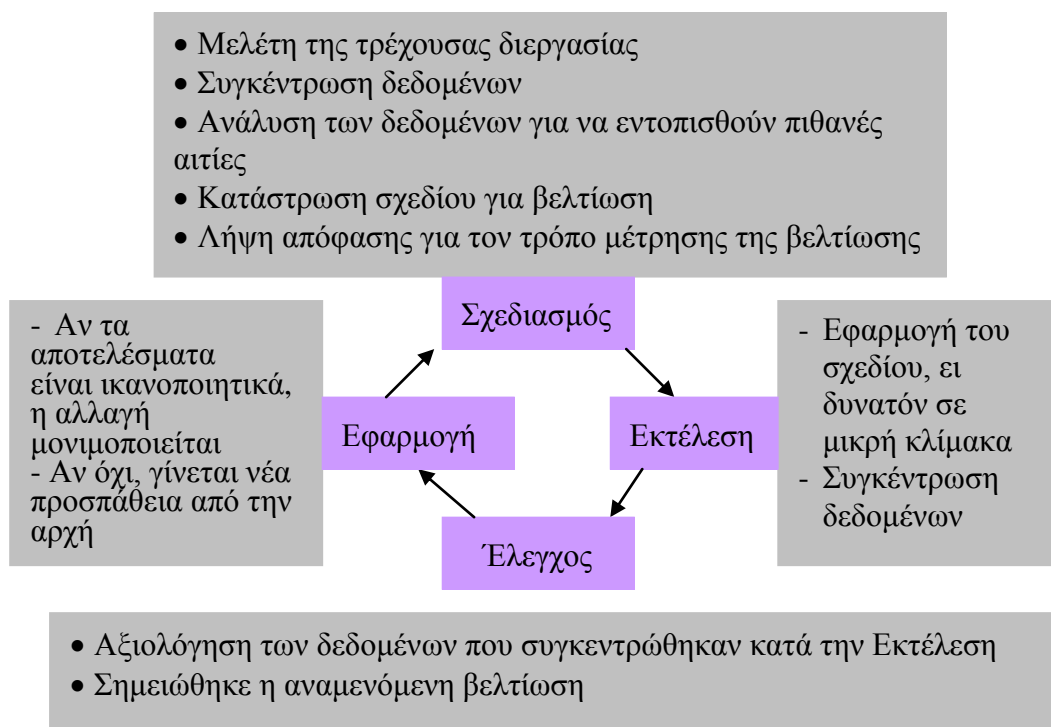 • Μελέτη της τρέχουσας διεργασίας
• Συγκέντρωση δεδομένων
• Ανάλυση των δεδομένων για να εντοπισθούν πιθανές
αιτίες
• Κατάστρωση σχεδίου για βελτίωση
• Λήψη απόφασης για τον τρόπο μέτρησης της βελτίωσης
Σχεδιασμός
- Αν τα
αποτελέσματα
είναι ικανοποιητικά,
η αλλαγή
μονιμοποιείται
- Αν όχι, γίνεται νέα
προσπάθεια από την
αρχή
Εφαρμογή
Εκτέλεση
- Εφαρμογή του
σχεδίου, ει
δυνατόν σε
μικρή κλίμακα
- Συγκέντρωση
δεδομένων
Έλεγχος
• Αξιολόγηση των δεδομένων που συγκεντρώθηκαν κατά την Εκτέλεση
• Σημειώθηκε η αναμενόμενη βελτίωση